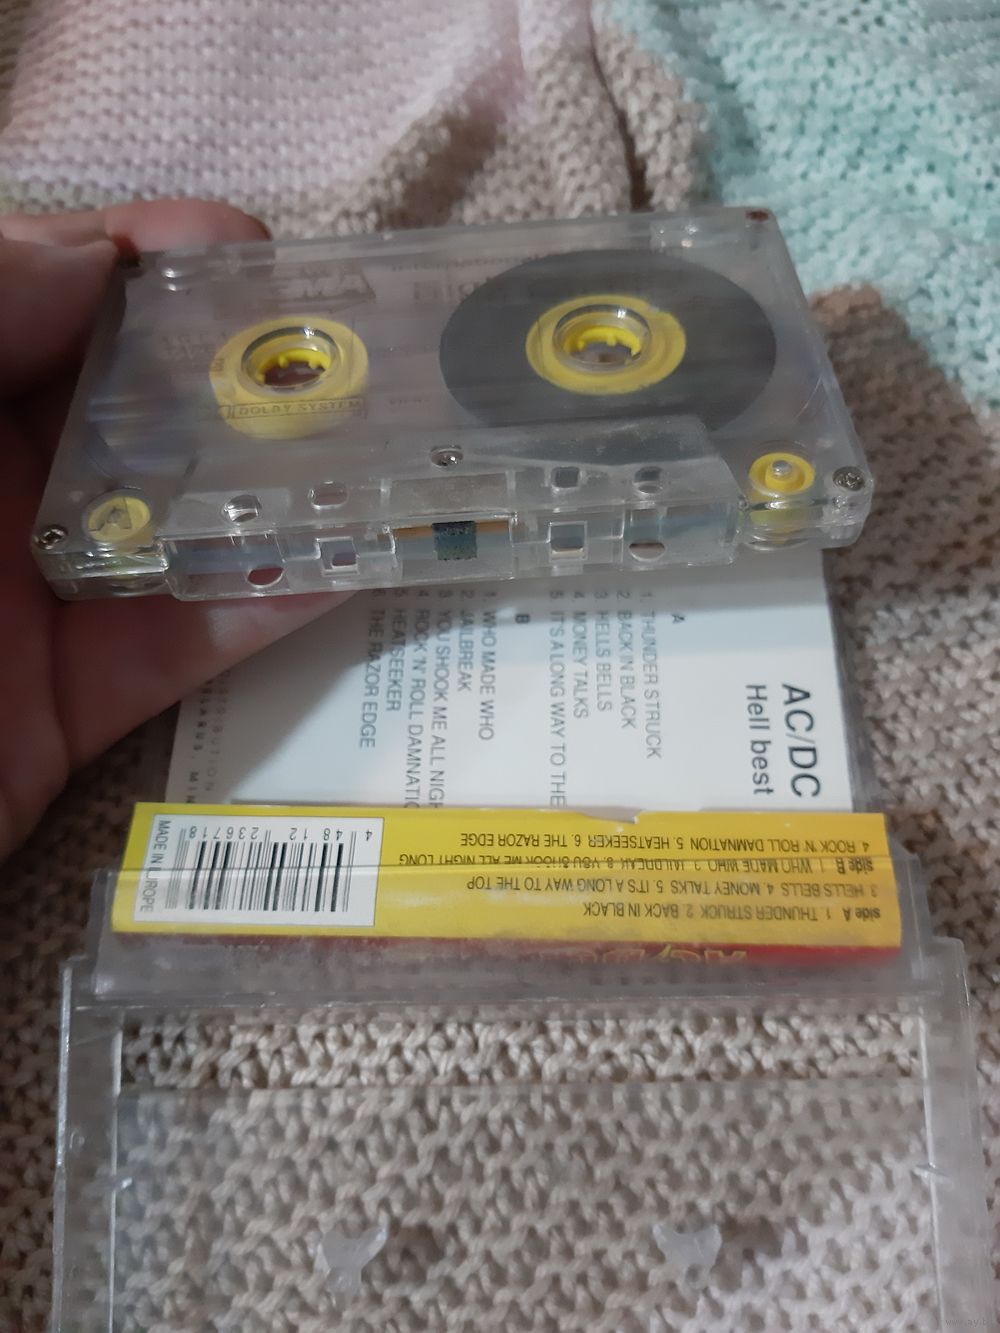 DOLBY SYSTEM
AC/DC
Hell best
A
1. THUNDER STRUCK
2. BACK IN BLACK
3 HELLS BELLS
4 MONEY TALKS
5. IT'S A LONG WAY TO THE
B
1. WHO MADE WHO
2. JAILBREAK
3 YOU SHOOK ME ALL NIGH
4 ROCK 'N' ROLL DAMNATIO
5. HEATSEEKER
6. THE RAZOR EDGE
side A 1. THUNDER STRUCK 2. BACK IN BLACK
3. HELLS BELLS 4. MONEY TALKS 5. IT'S A LONG WAY TO THE TOP
side B 1. WHO MADE WHO 2. JAILBREAK 3. YOU SHOOK ME ALL NIGHT LONG
4. ROCK 'N' ROLL DAMNATION 5. HEATSEEKER 6. THE RAZOR EDGE
4 812 236718
MADE IN EUROPE
AC/DC